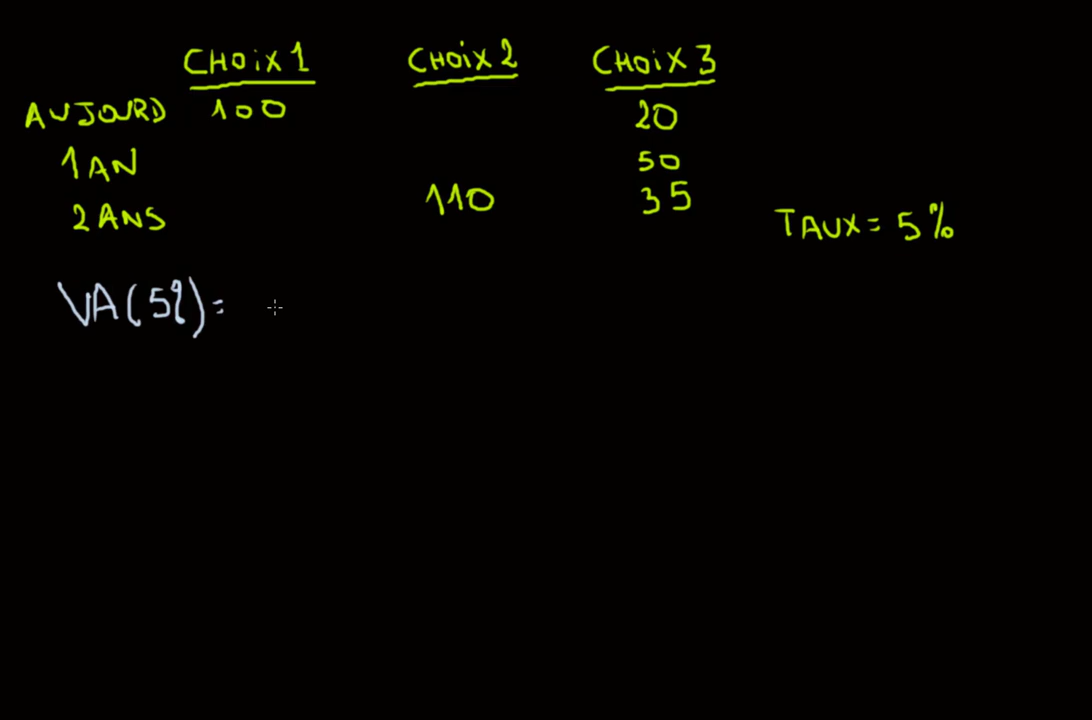 CHOIX 1 CHOIX 2 CHOIX 3
AUJOURD 100 20
1 AN 50
2 ANS 110 35
TAUX = 5%
VA(5%) =